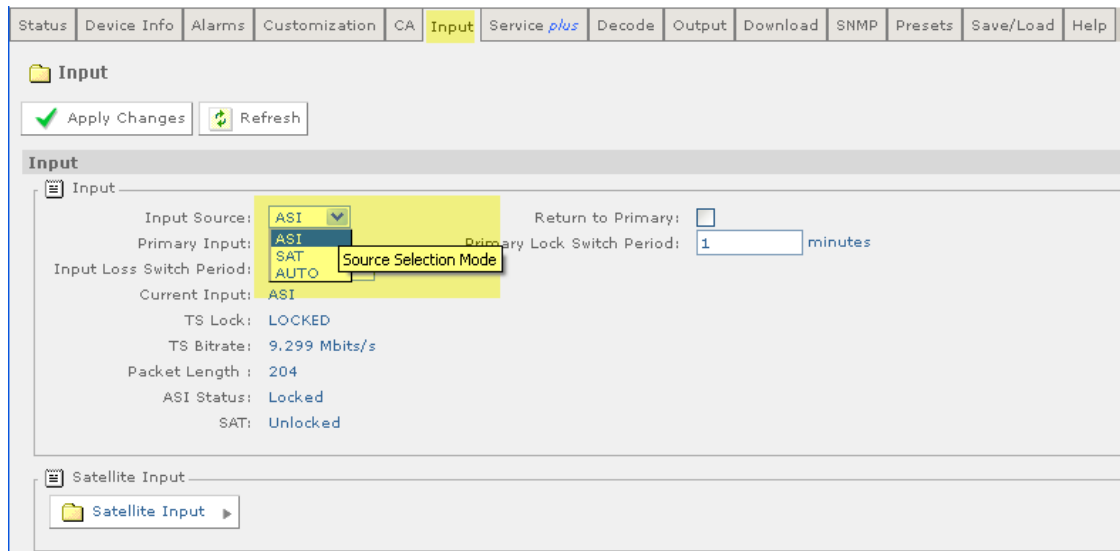 Status Device Info Alarms Customization CA Input Service plus Decode Output Download SNMP Presets Save/Load Help
Input
Apply Changes Refresh
Input
Input
Input Source: ASI Return to Primary:
Primary Input: ASI Primary Lock Switch Period: 1 minutes
SAT Source Selection Mode
Input Loss Switch Period: AUTO
Current Input: ASI
TS Lock: LOCKED
TS Bitrate: 9.299 Mbits/s
Packet Length : 204
ASI Status: Locked
SAT: Unlocked
Satellite Input
Satellite Input